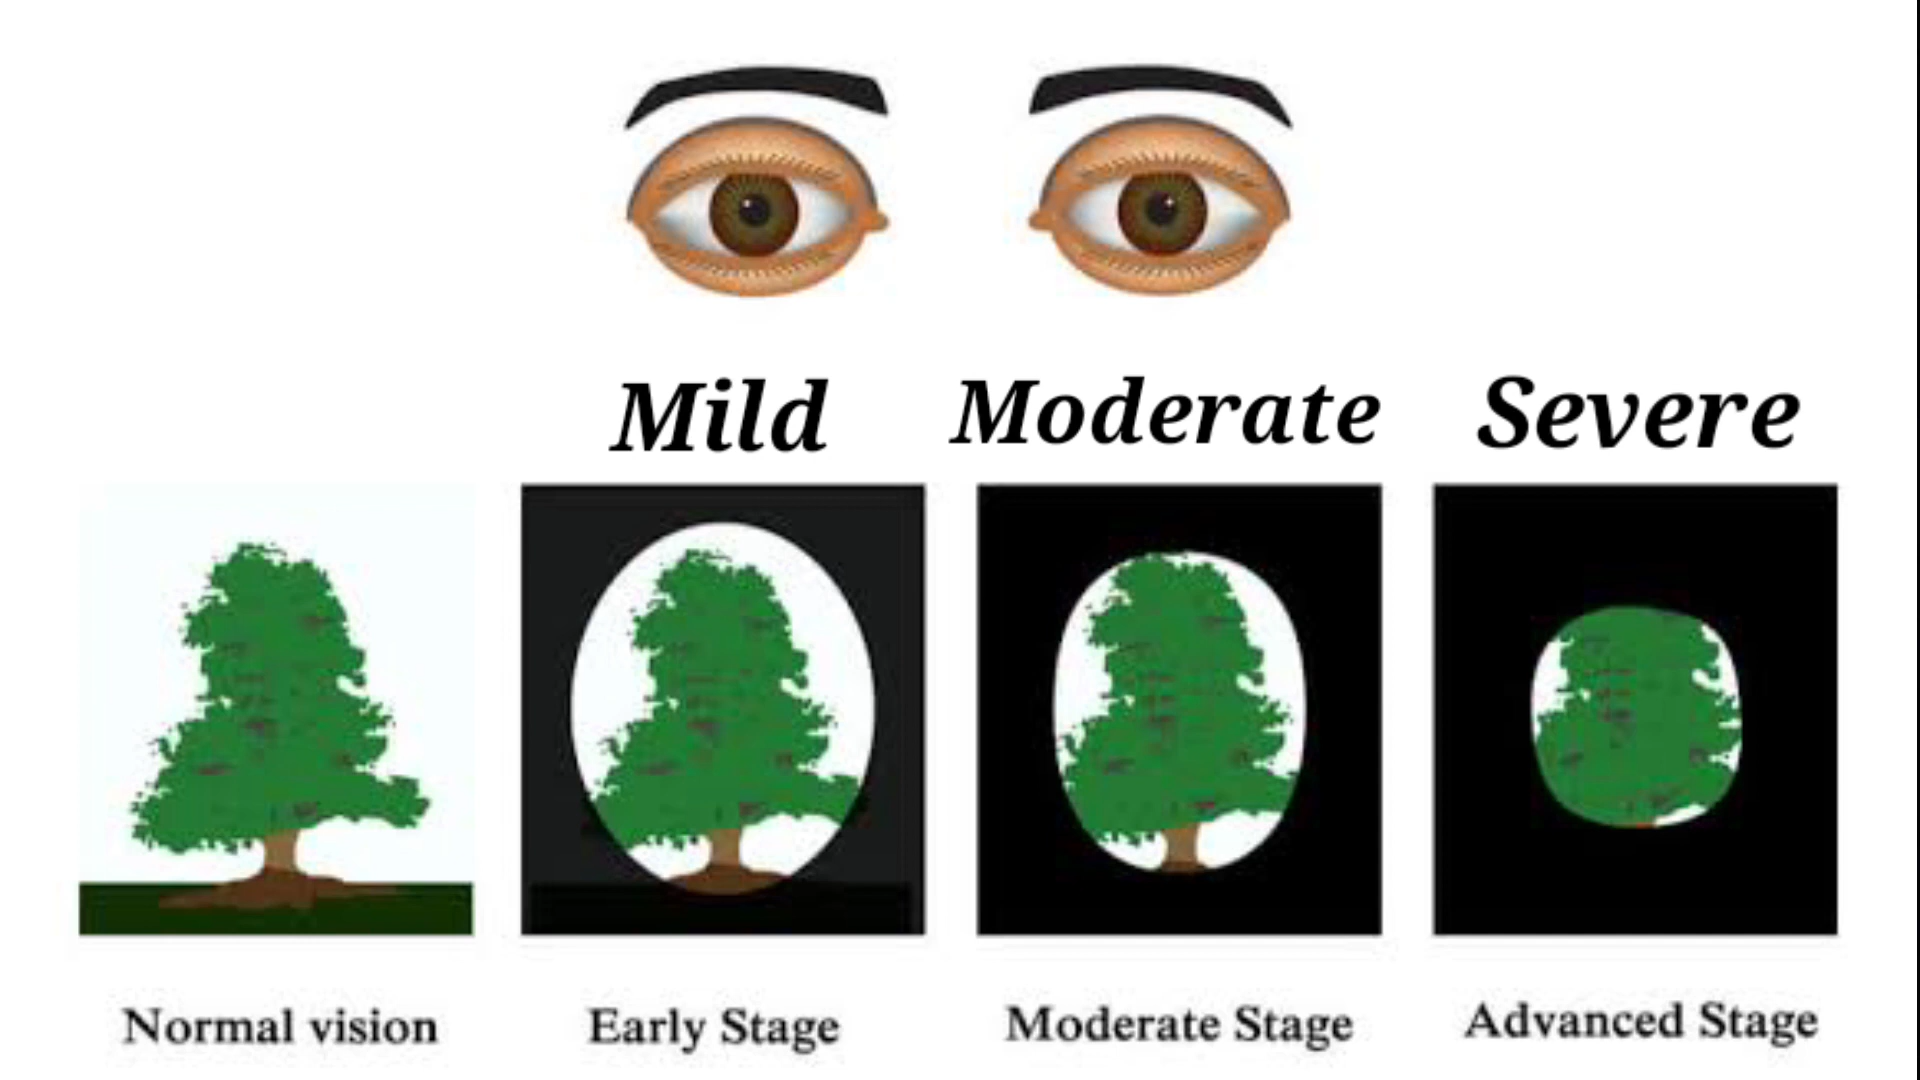 Mild
Moderate
Severe
Normal vision
Early Stage
Moderate Stage
Advanced Stage